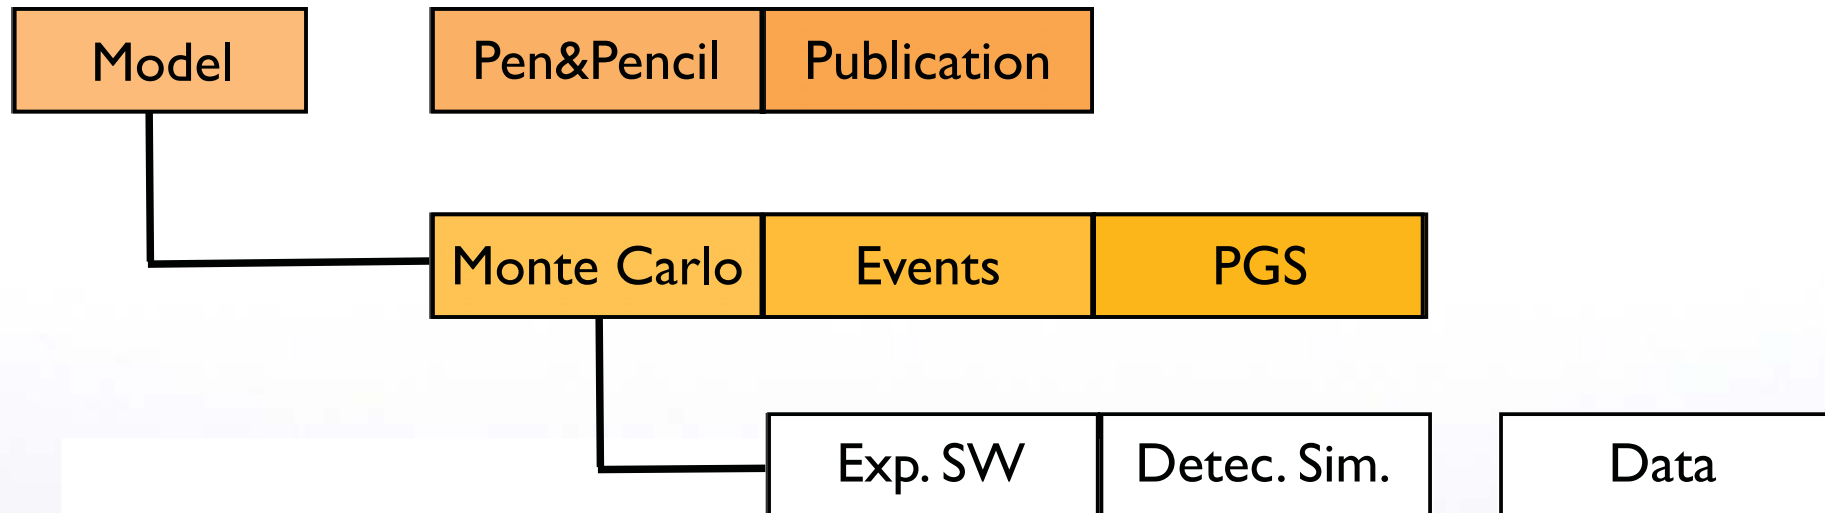 Model
Pen&Pencil
Publication
Monte Carlo
Events
PGS
Exp. SW
Detec. Sim.
Data